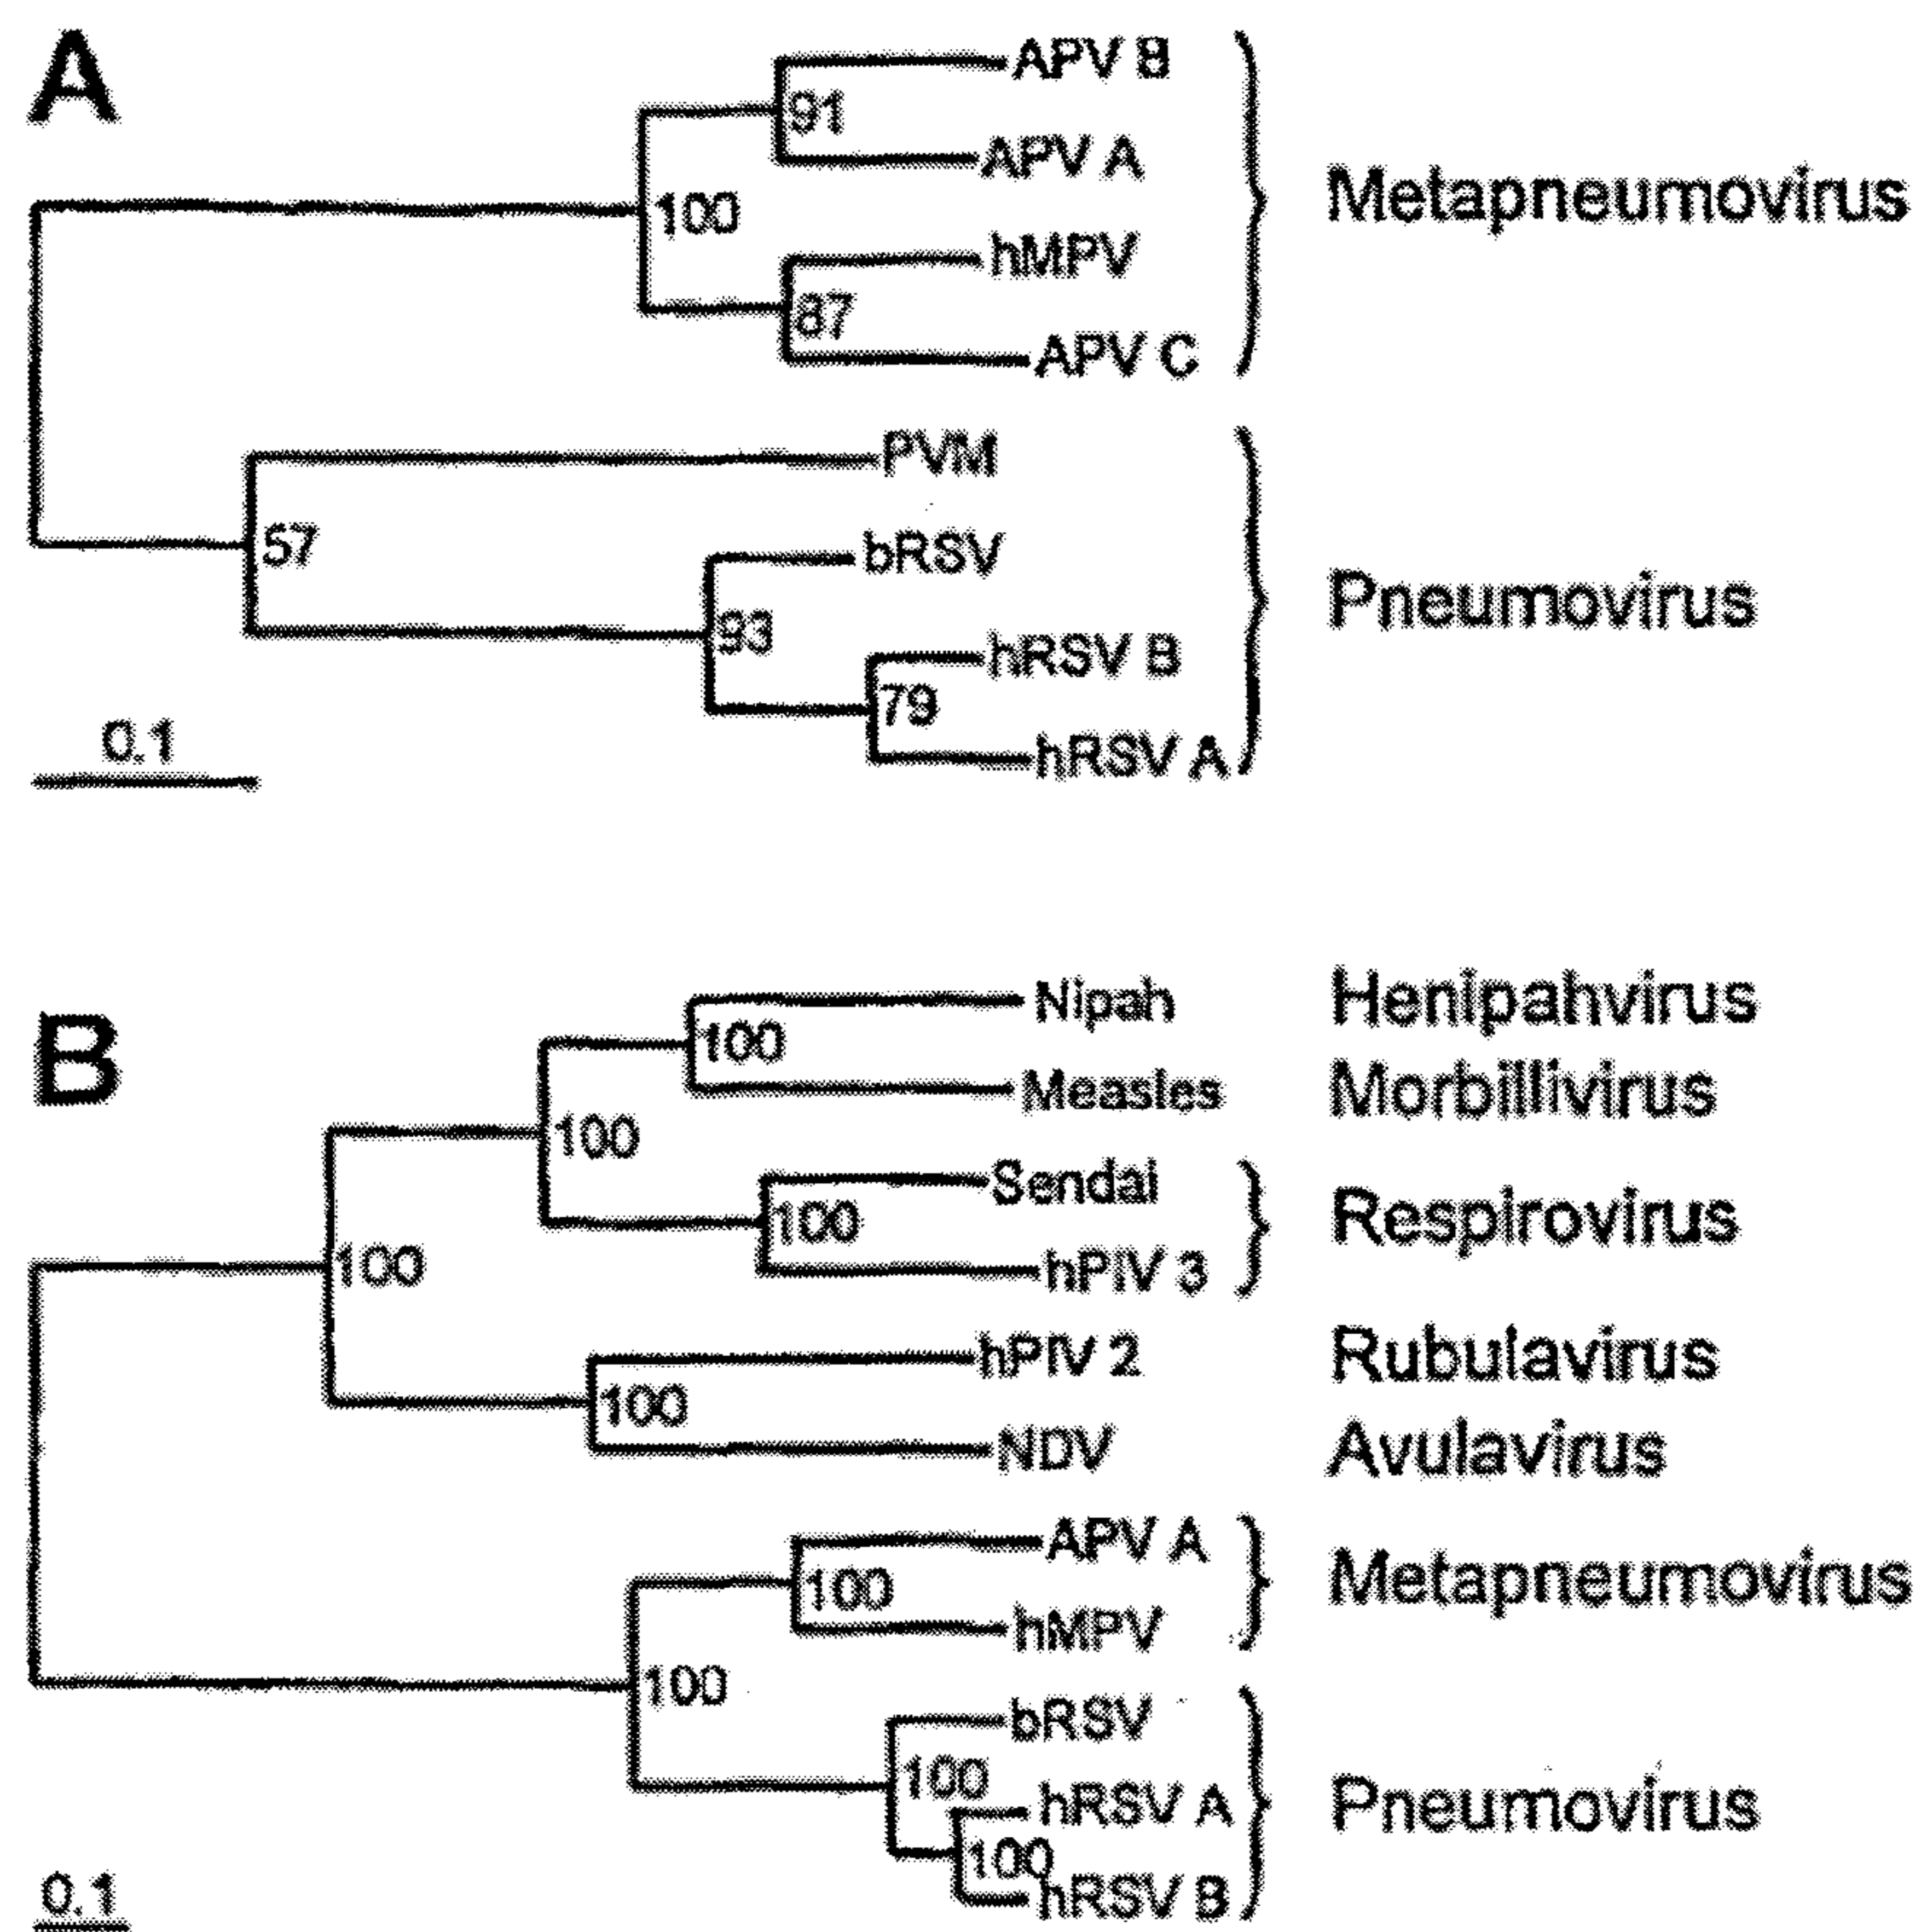 A
APV B
91
APV A
Metapneumovirus
100
hMPV
87
APV C
PVM
57
bRSV
Pneumovirus
93
hRSV B
79
hRSV A
0.1
B
Nipah
Henipahvirus
100
Measles
Morbillivirus
100
Sendai
100
Respirovirus
hPIV 3
100
hPIV 2
Rubulavirus
100
NDV
Avulavirus
APV A
100
Metapneumovirus
hMPV
100
bRSV
100
hRSV A
Pneumovirus
100
hRSV B
0.1